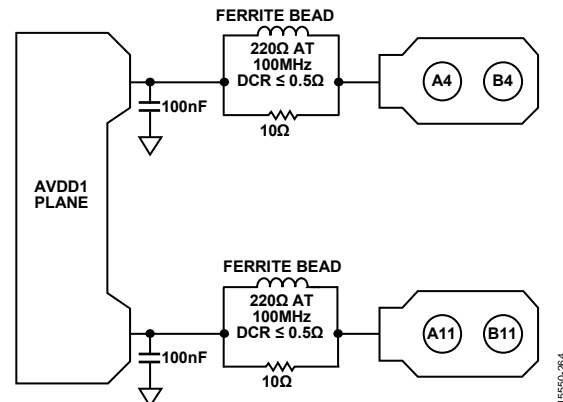 FERRITE BEAD
220Ω AT
100MHz
DCR ≤ 0.5Ω
10Ω
100nF
A4
B4
AVDD1
PLANE
FERRITE BEAD
220Ω AT
100MHz
DCR ≤ 0.5Ω
10Ω
100nF
A11
B11
15550-264